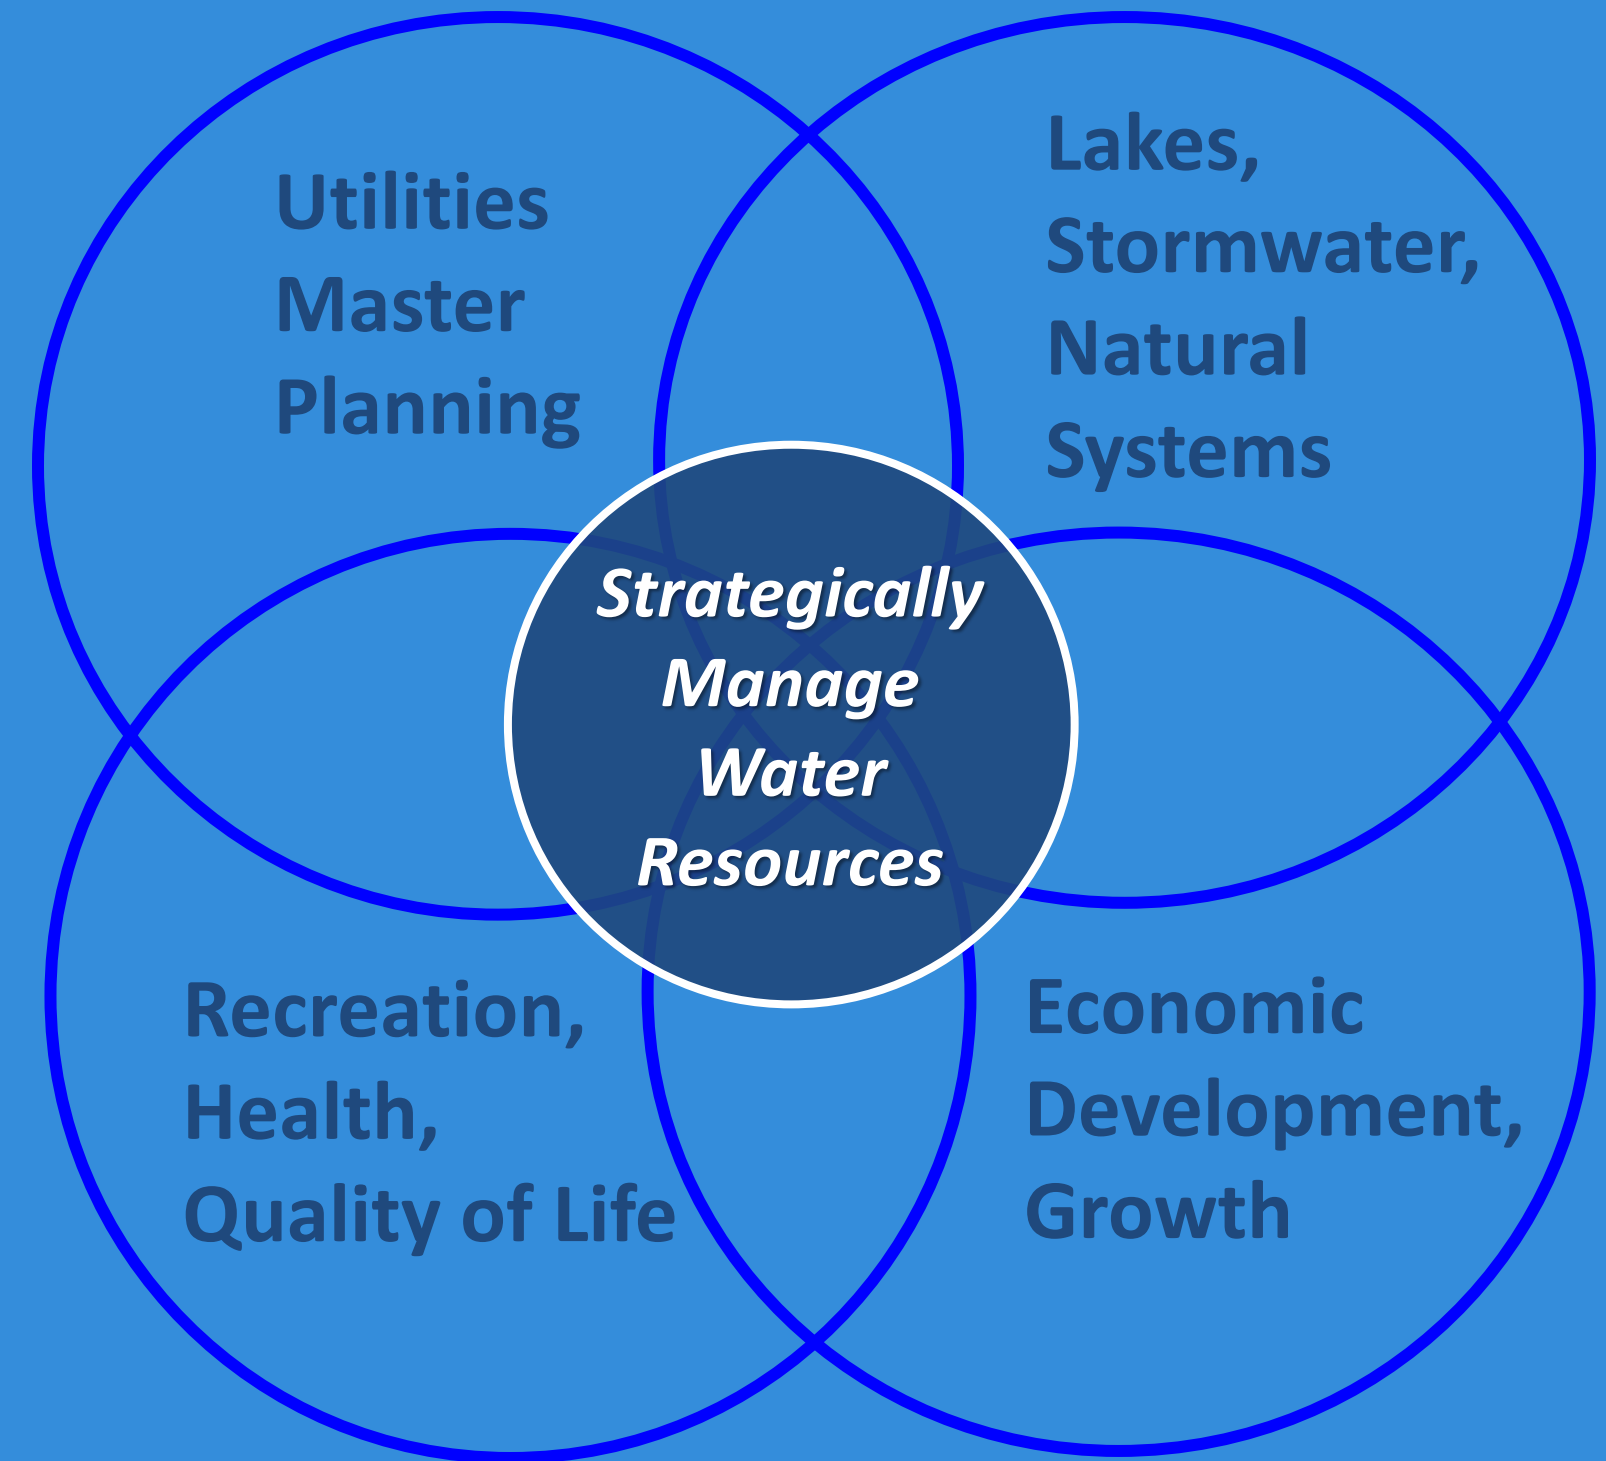 Utilities
Master
Planning
Lakes,
Stormwater,
Natural
Systems
Strategically
Manage
Water
Resources
Recreation,
Health,
Quality of Life
Economic
Development,
Growth